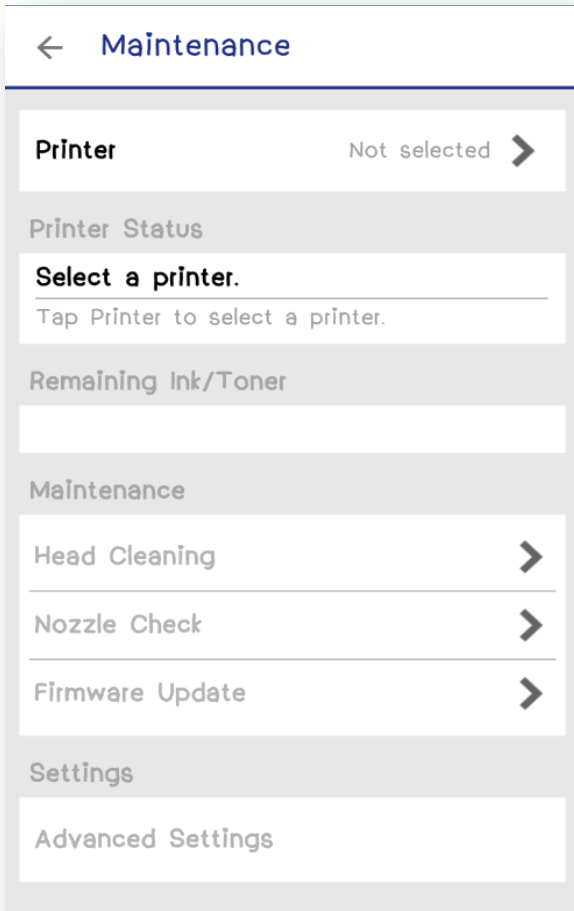 Maintenance
Printer Not selected
Printer Status
Select a printer.
Tap Printer to select a printer.
Remaining Ink/Toner
Maintenance
Head Cleaning
Nozzle Check
Firmware Update
Settings
Advanced Settings